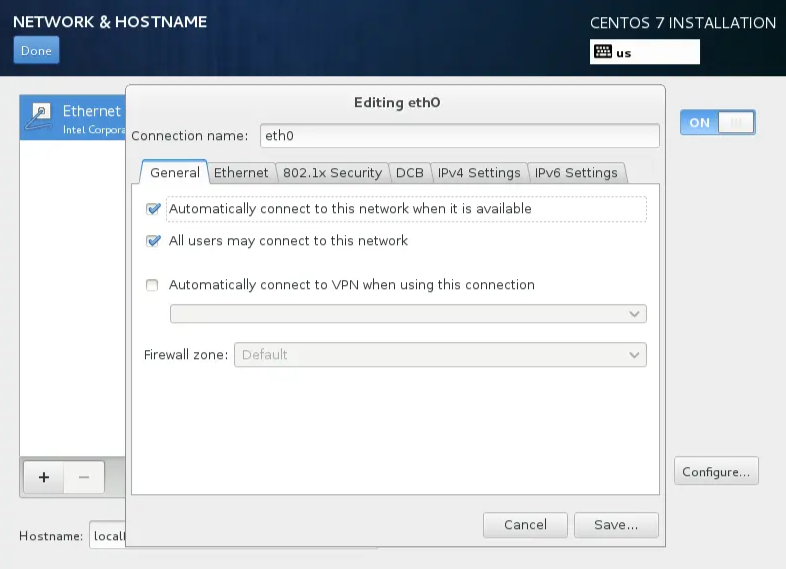 NETWORK & HOSTNAME
CENTOS 7 INSTALLATION
Done
us
Editing eth0
Ethernet
Intel Corpora
Connection name: eth0
ON
General Ethernet 802.1x Security DCB IPv4 Settings IPv6 Settings
Automatically connect to this network when it is available
All users may connect to this network
Automatically connect to VPN when using this connection
Firewall zone: Default
+ −
Configure...
Cancel Save...
Hostname: local